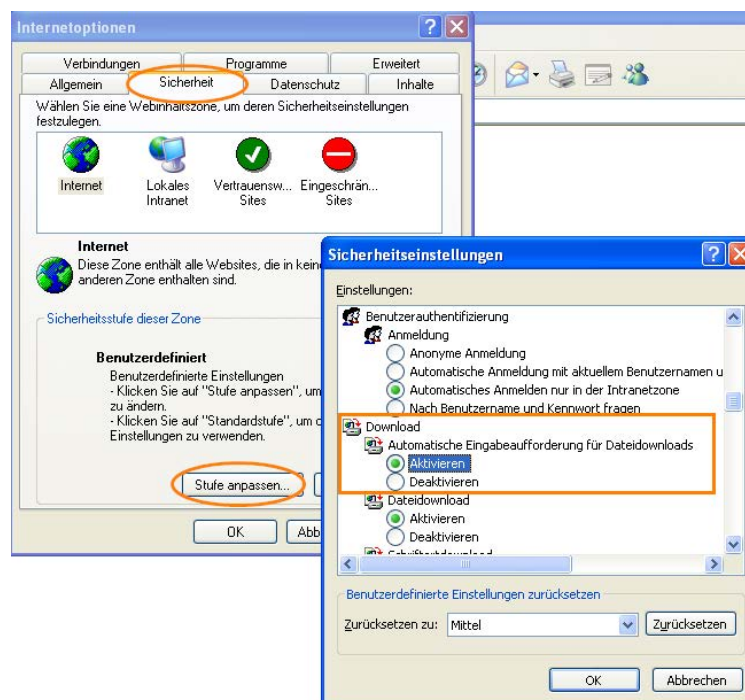 Internetoptionen
Verbindungen Programme Erweitert
Allgemein Sicherheit Datenschutz Inhalte
Wählen Sie eine Webinhaltszone, um deren Sicherheitseinstellungen
festzulegen.
Internet Lokales Vertrauensw... Eingeschrän...
Intranet Sites Sites
Internet
Diese Zone enthält alle Websites, die in
anderen Zone enthalten sind.
Sicherheitsstufe dieser Zone
Benutzerdefiniert
Benutzerdefinierte Einstellungen
- Klicken Sie auf "Stufe anpassen", um
zu ändern.
- Klicken Sie auf "Standardstufe", um
Einstellungen zu verwenden.
Stufe anpassen...
OK Abb
Sicherheitseinstellungen
Einstellungen:
Benutzerauthentifizierung
Anmeldung
Anonyme Anmeldung
Automatische Anmeldung mit aktuellem Benutzernamen u
Automatisches Anmelden nur in der Intranetzone
Nach Benutzername und Kennwort fragen
Download
Automatische Eingabeaufforderung für Dateidownloads
Aktivieren
Deaktivieren
Dateidownload
Aktivieren
Deaktivieren
Benutzerdefinierte Einstellungen zurücksetzen
Zurücksetzen zu: Mittel Zurücksetzen
OK Abbrechen